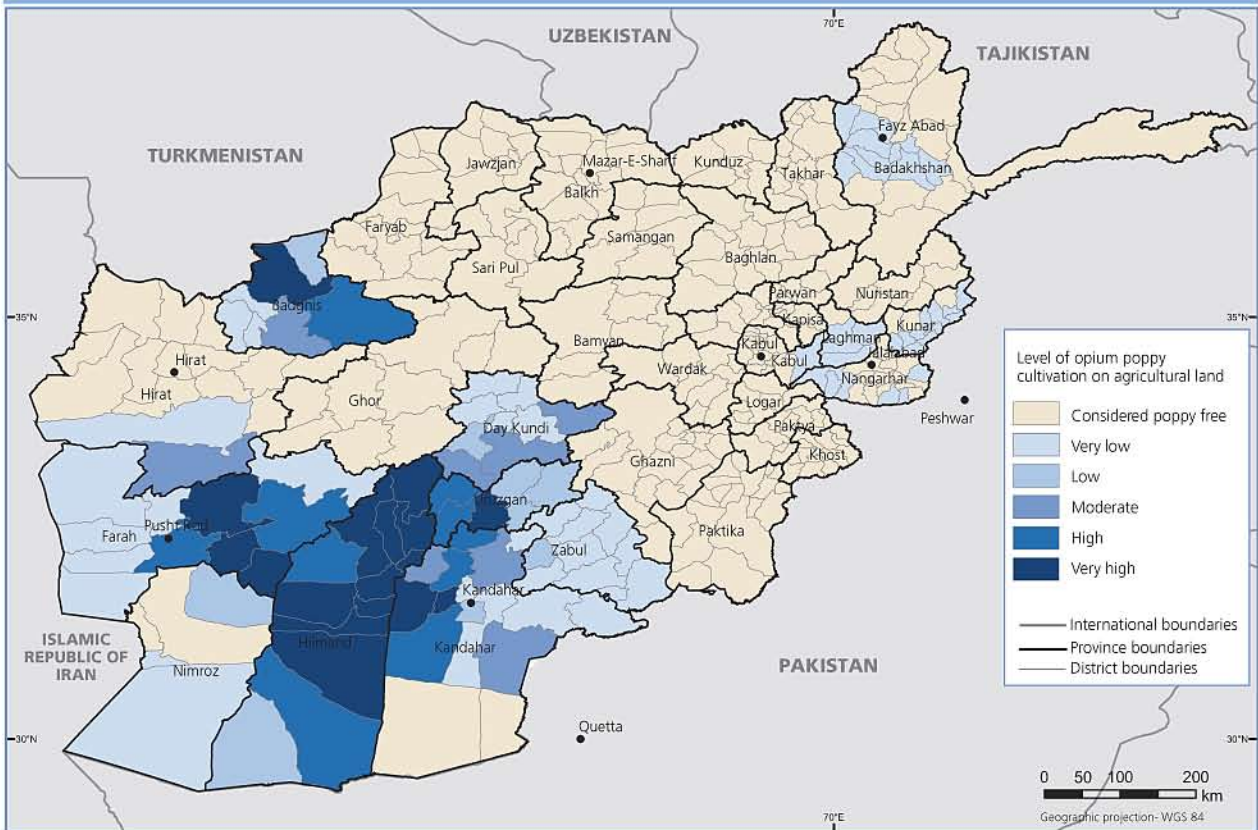 70°E
UZBEKISTAN
TAJIKISTAN
TURKMENISTAN
Fayz Abad
Badakhshan
Jawzjan
Mazar-E-Sharif
Balkh
Kunduz
Takhar
Faryab
Samangan
Sari Pul
Baghlan
Badghis
Parwan
Nuristan
Kapisa
35°N
35°N
Kunar
Laghman
Bamyan
Kabul
Kabul
Jalalabad
Hirat
Hirat
Wardak
Nangarhar
Ghor
Logar
Peshwar
Day Kundi
Paktya
Khost
Ghazni
Uruzgan
Pusht Rod
Farah
Paktika
Zabul
Kandahar
Kandahar
Hilmand
Nimroz
ISLAMIC
REPUBLIC OF
IRAN
PAKISTAN
Quetta
30°N
30°N
70°E
Level of opium poppy
cultivation on agricultural land
Considered poppy free
Very low
Low
Moderate
High
Very high
International boundaries
Province boundaries
District boundaries
0 50 100 200
km
Geographic projection- WGS 84